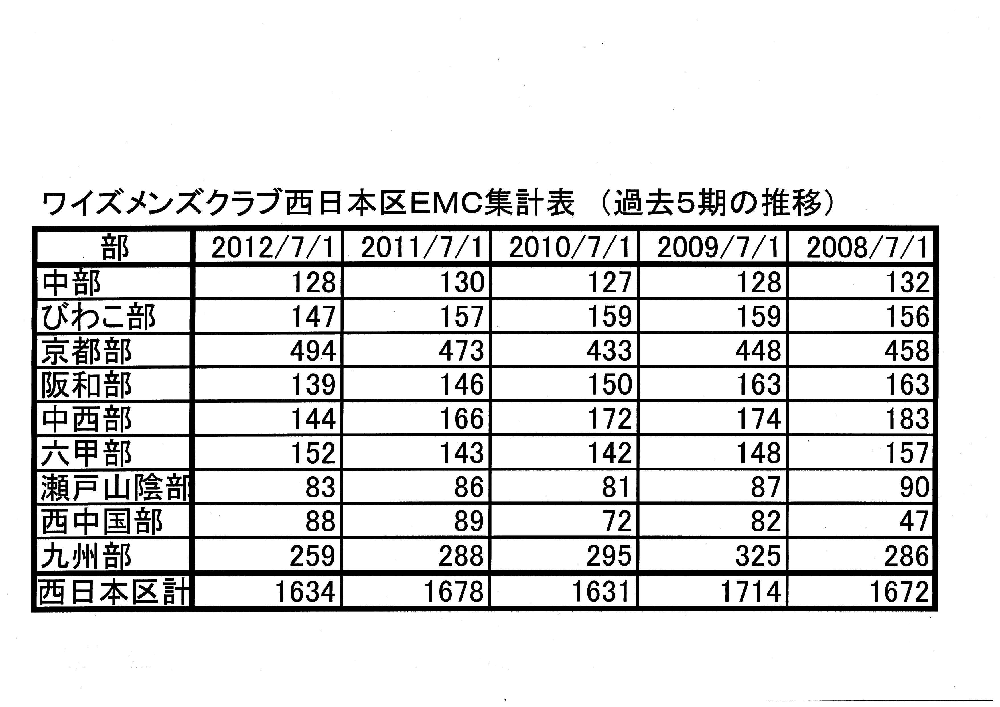 ワイズメンズクラブ西日本区EMC集計表 (過去5期の推移)
部 2012/7/1 2011/7/1 2010/7/1 2009/7/1 2008/7/1
中部 128 130 127 128 132
びわこ部 147 157 159 159 156
京都部 494 473 433 448 458
阪和部 139 146 150 163 163
中西部 144 166 172 174 183
六甲部 152 143 142 148 157
瀬戸山陰部 83 86 81 87 90
西中国部 88 89 72 82 47
九州部 259 288 295 325 286
西日本区計 1634 1678 1631 1714 1672